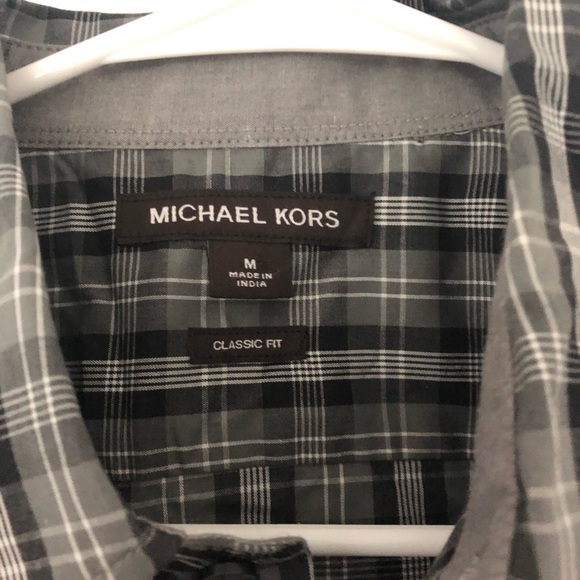 MICHAEL KORS
M
MADE IN
INDIA
CLASSIC FIT